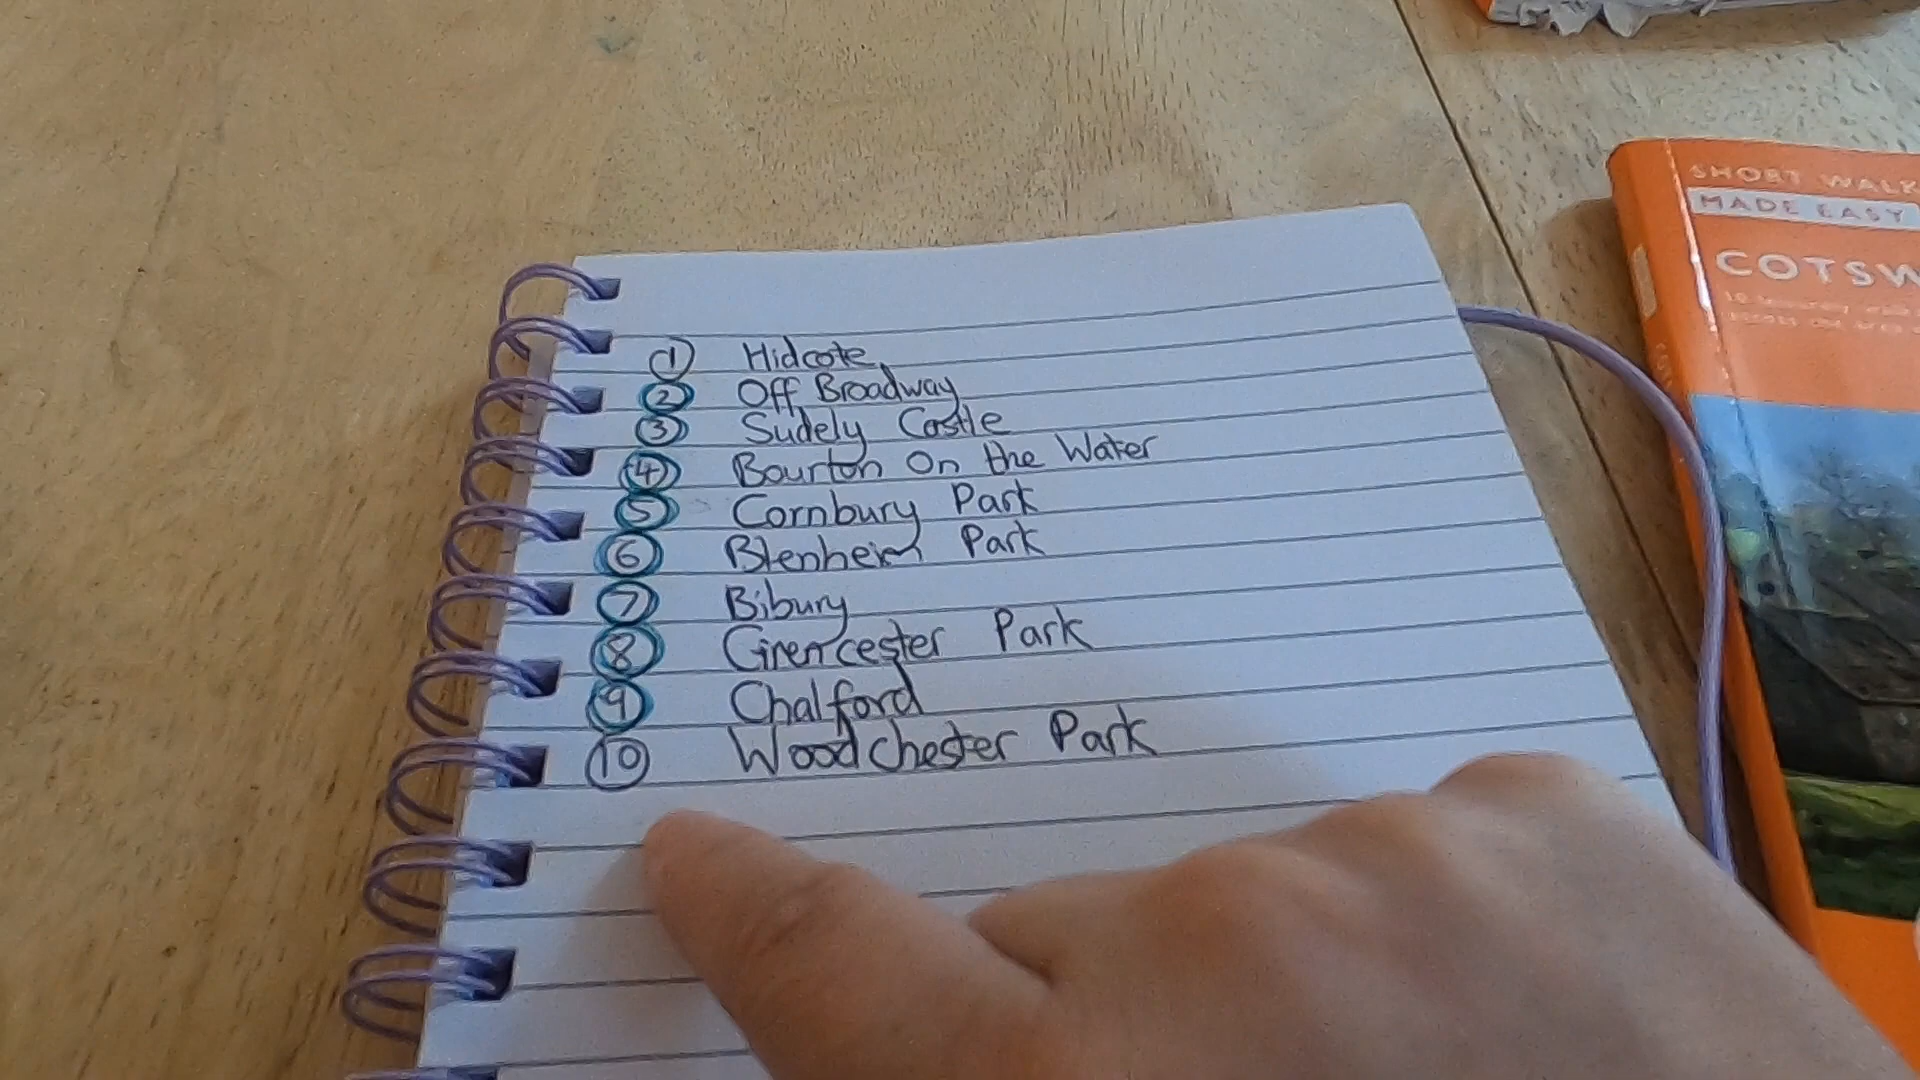 ① Hidcote
② Off Broadway
③ Sudely Castle
④ Bourton On the Water
⑤ Cornbury Park
⑥ Blenheim Park
⑦ Bibury
⑧ Cirencester Park
⑨ Chalford
⑩ Woodchester Park
SHORT WALK
MADE EASY
COTSW